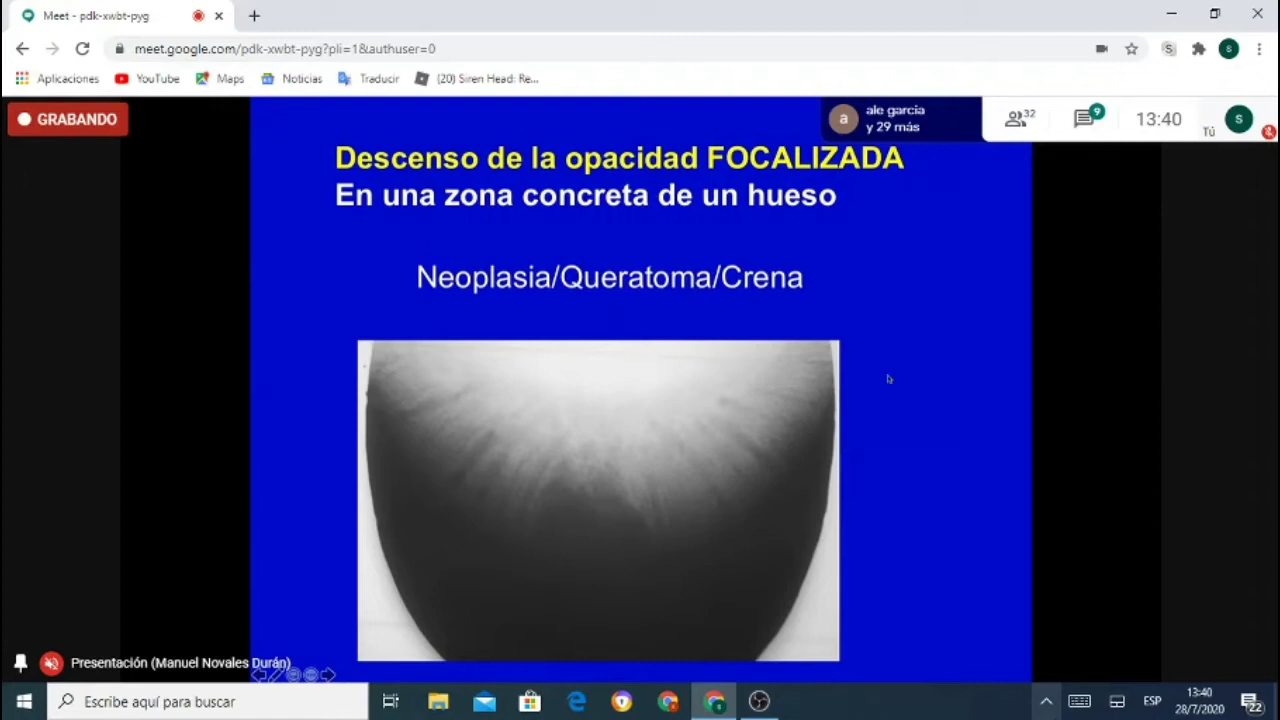 Meet - pdk-xwbt-pyg
meet.google.com/pdk-xwbt-pyg?pli=1&authuser=0
S
s
Aplicaciones
YouTube
Maps
Noticias
Traducir
(20) Siren Head: Re...
GRABANDO
a
ale garcia
y 29 más
32
9
13:40
Tú
S
Descenso de la opacidad FOCALIZADA
En una zona concreta de un hueso
Neoplasia/Queratoma/Crena
Presentación (Manuel Novales Durán)
Escribe aquí para buscar
ESP
13:40
28/7/2020
22